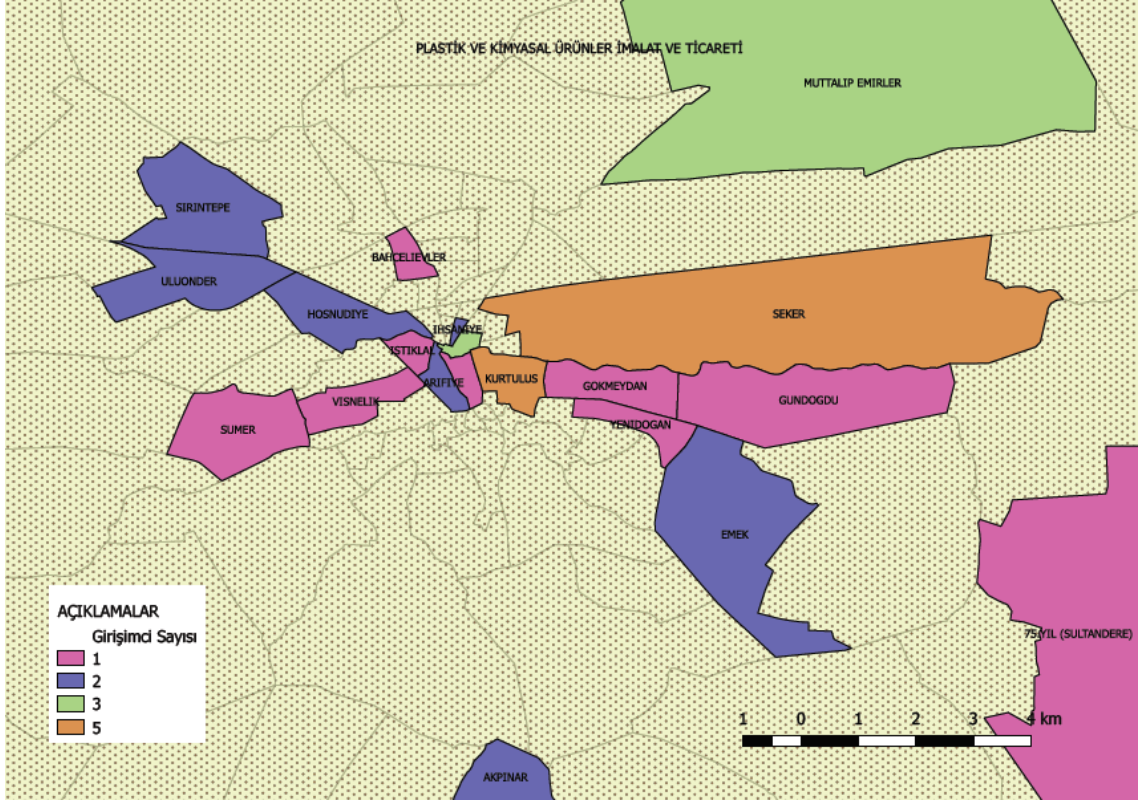 PLASTİK VE KİMYASAL ÜRÜNLER İMALAT VE TİCARETİ
MUTTALIP EMIRLER
SIRINTEPE
BAHCELIEVLER
ULUONDER
HOSNUDIYE
SEKER
IHSANIYE
ISTIKLAL
ARIFIYE
KURTULUS
GOKMEYDAN
GUNDOGDU
VISNELIK
YENIDOGAN
SUMER
EMEK
75.YIL (SULTANDERE)
AÇIKLAMALAR
Girişimci Sayısı
1
2
3
5
1 0 1 2 3 4 km
AKPINAR